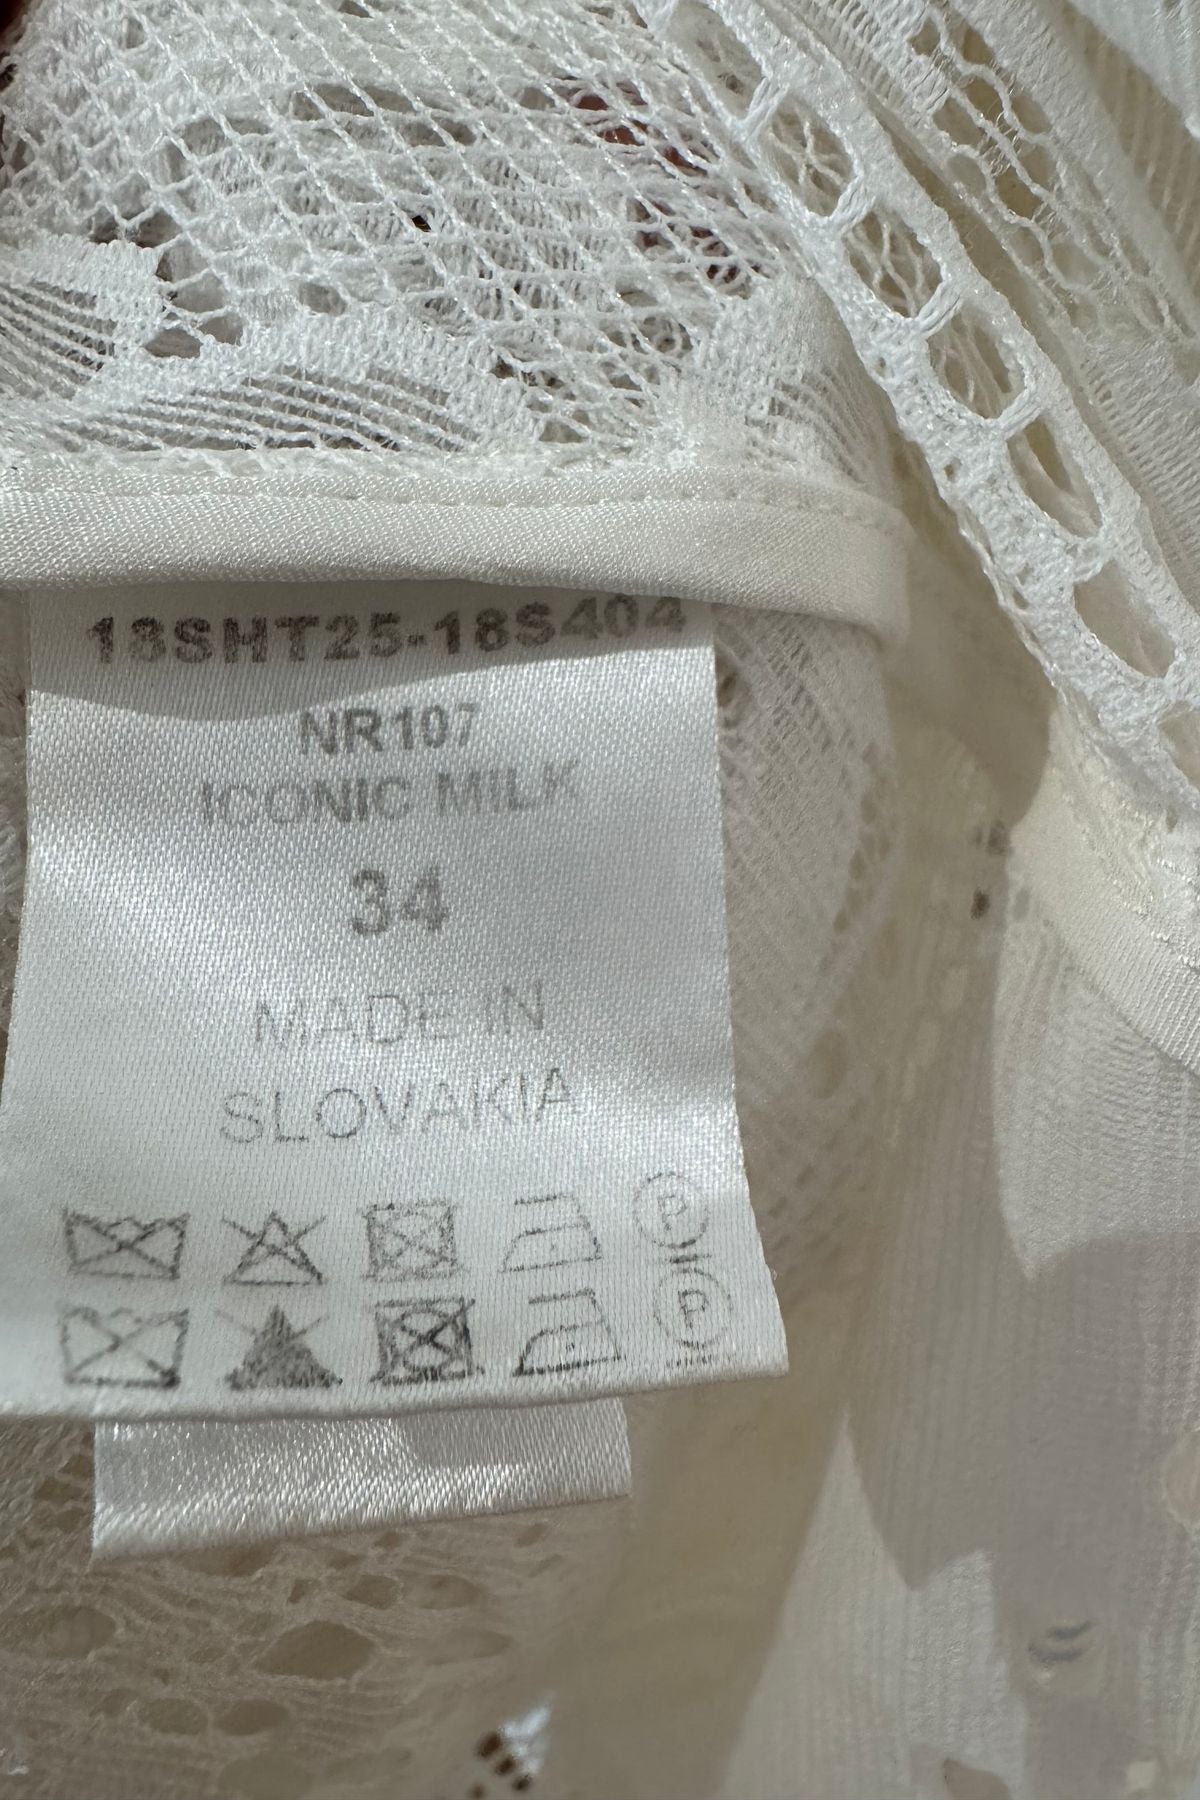 18SHT25-18S404
NR107
ICONIC MILK
34
MADE IN
SLOVAKIA
P
P